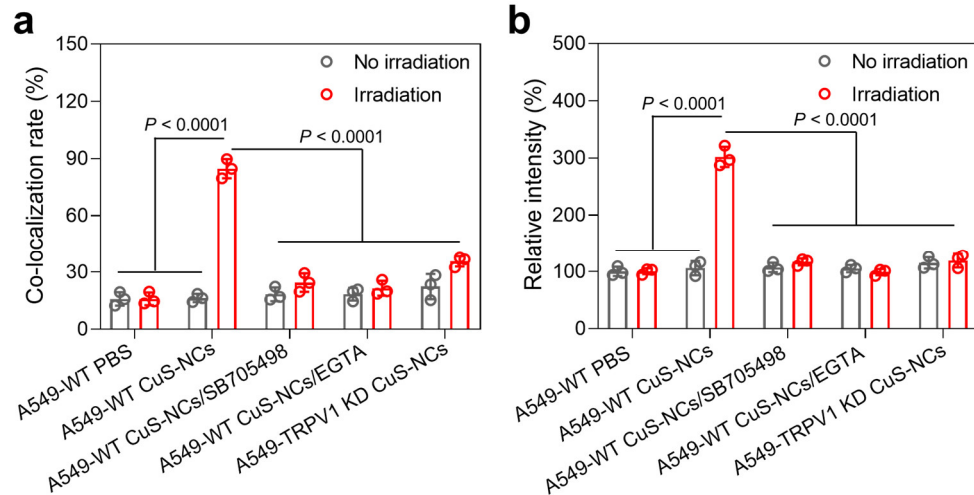 a
150
120
90
60
30
0
Co-localization rate (%)
No irradiation
Irradiation
P < 0.0001
P < 0.0001
A549-WT PBS
A549-WT CuS-NCs
A549-WT CuS-NCs/SB705498
A549-WT CuS-NCs/EGTA
A549-TRPV1 KD CuS-NCs
b
500
400
300
200
100
0
Relative intensity (%)
No irradiation
Irradiation
P < 0.0001
P < 0.0001
A549-WT PBS
A549-WT CuS-NCs
A549-WT CuS-NCs/SB705498
A549-WT CuS-NCs/EGTA
A549-TRPV1 KD CuS-NCs